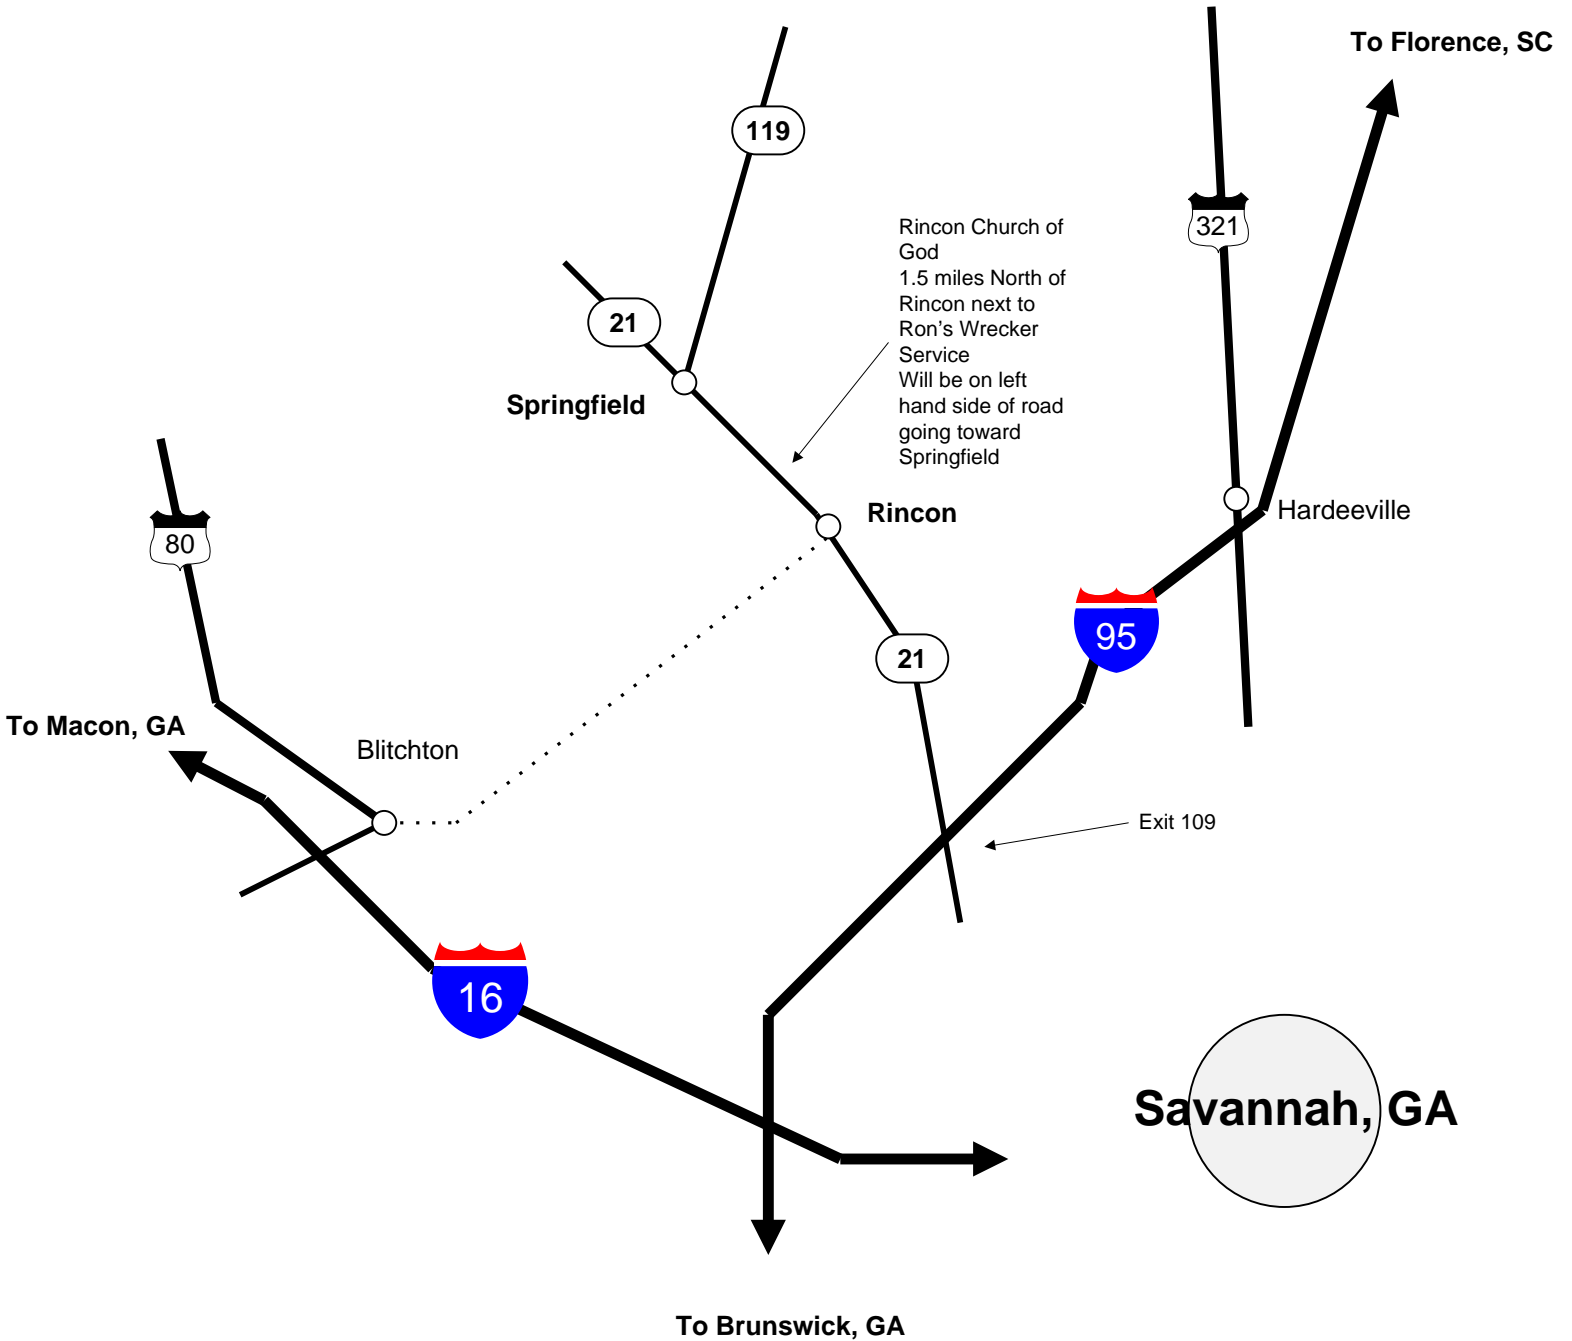 To Florence, SC
119
Rincon Church of
God
1.5 miles North of
Rincon next to
Ron's Wrecker
Service
Will be on left
hand side of road
going toward
Springfield
321
21
Springfield
Rincon
Hardeeville
80
95
21
To Macon, GA
Blitchton
Exit 109
16
Savannah, GA
To Brunswick, GA